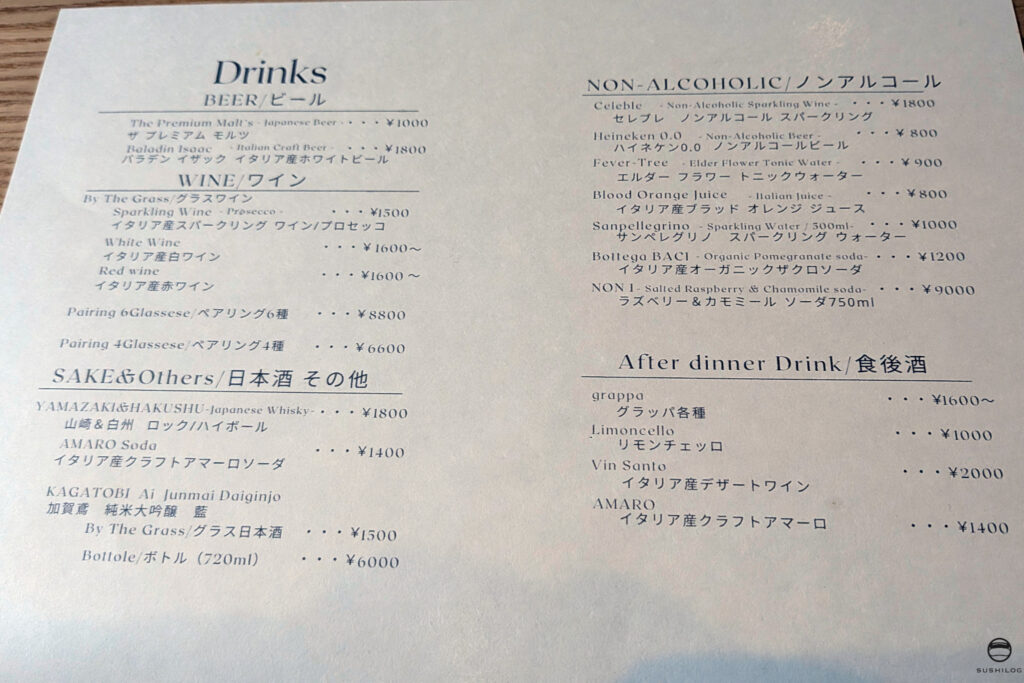 Drinks
BEER/ビール
The Premium Malt's - Japanese Beer - ・・・¥1000
ザ プレミアム モルツ
Baladin Isaac - Italian Craft Beer - ・・・¥1800
バラデン イザック イタリア産ホワイトビール
WINE/ワイン
By The Grass/グラスワイン
Sparkling Wine - Prosecco - ・・・¥1500
イタリア産スパークリング ワイン/プロセッコ
White Wine ・・・¥1600～
イタリア産白ワイン
Red wine ・・・¥1600～
イタリア産赤ワイン
Pairing 6Glassese/ペアリング6種 ・・・¥8800
Pairing 4Glassese/ペアリング4種 ・・・¥6600
SAKE&Others/日本酒 その他
YAMAZAKI&HAKUSHU-Japanese Whisky-・・・¥1800
山崎＆白州 ロック/ハイボール
AMARO Soda ・・・¥1400
イタリア産クラフトアマーロソーダ
KAGATOBI Ai Junmai Daiginjo
加賀鳶 純米大吟醸 藍
By The Grass/グラス日本酒 ・・・¥1500
Bottole/ボトル（720ml） ・・・¥6000
NON-ALCOHOLIC/ノンアルコール
Celeble - Non-Alcoholic Sparkling Wine - ・・・¥1800
セレブレ ノンアルコール スパークリング
Heineken 0.0 - Non-Alcoholic Beer - ・・・¥800
ハイネケン0.0 ノンアルコールビール
Fever-Tree - Elder Flower Tonic Water - ・・・¥900
エルダー フラワー トニックウォーター
Blood Orange Juice - Italian Juice - ・・・¥800
イタリア産ブラッド オレンジ ジュース
Sanpellegrino - Sparkling Water / 500ml- ・・・¥1000
サンペレグリノ スパークリング ウォーター
Bottega BACI - Organic Pomegranate soda- ・・・¥1200
イタリア産オーガニックザクロソーダ
NON 1 - Salted Raspberry & Chamomile soda- ・・・¥9000
ラズベリー＆カモミール ソーダ750ml
After dinner Drink/食後酒
grappa ・・・¥1600～
グラッパ各種
Limoncello ・・・¥1000
リモンチェッロ
Vin Santo ・・・¥2000
イタリア産デザートワイン
AMARO ・・・¥1400
イタリア産クラフトアマーロ
SUSHILOG